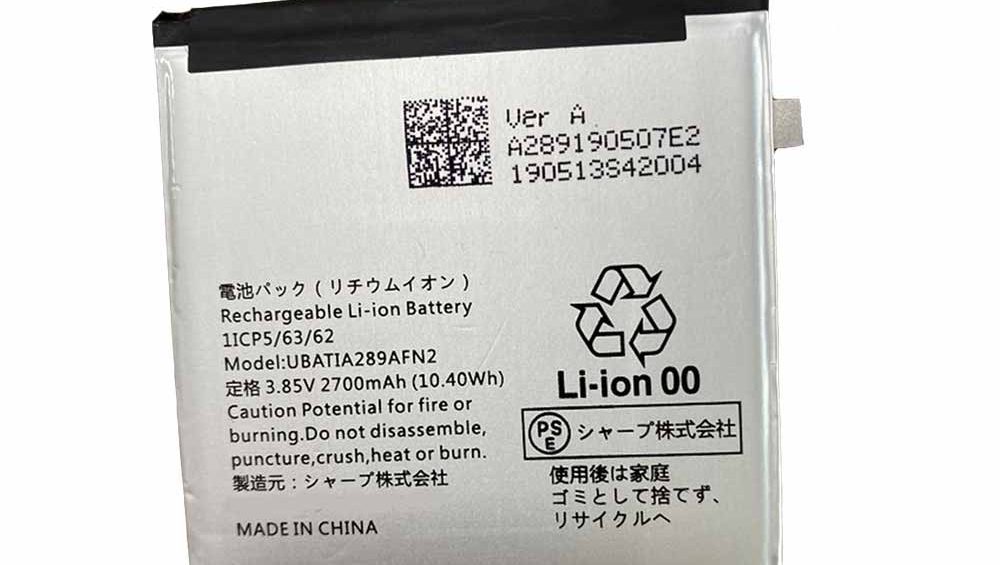 Ver A
A289190507E2
190513S42004
電池パック（リチウムイオン）
Rechargeable Li-ion Battery
1ICP5/63/62
Model:UBATIA289AFN2
定格 3.85V 2700mAh (10.40Wh)
Caution Potential for fire or
burning.Do not disassemble,
puncture,crush,heat or burn.
製造元：シャープ株式会社
MADE IN CHINA
Li-ion 00
PS
E シャープ株式会社
使用後は家庭
ゴミとして捨てず、
リサイクルへ